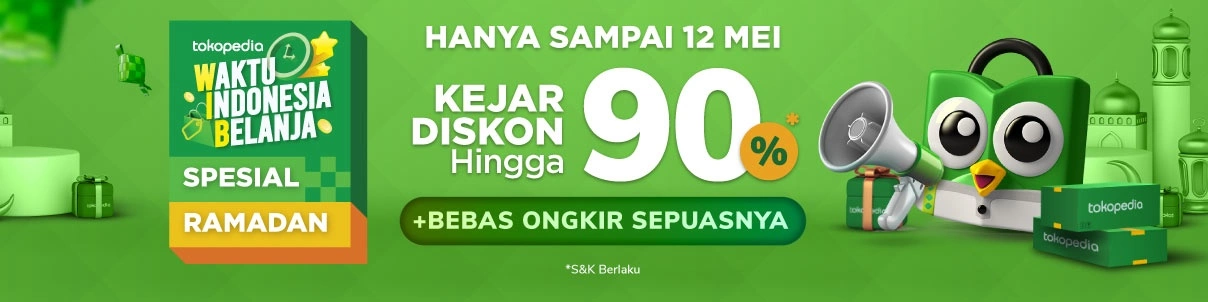 tokopedia
WAKTU
INDONESIA
BELANJA
SPESIAL
RAMADAN
HANYA SAMPAI 12 MEI
KEJAR
DISKON
Hingga
90%*
+BEBAS ONGKIR SEPUASNYA
*S&K Berlaku
tokopedia
tokopedia
tokopedia
tokopedia